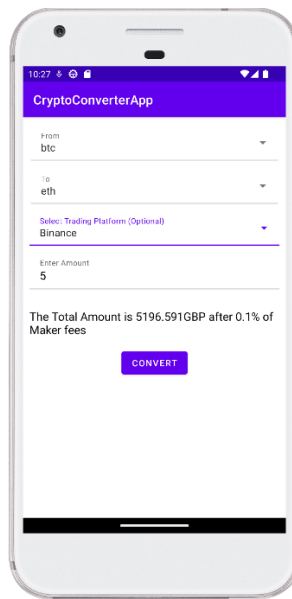 10:27
CryptoConverterApp
From
btc
To
eth
Select Trading Platform (Optional)
Binance
Enter Amount
5
The Total Amount is 5196.591GBP after 0.1% of
Maker fees
CONVERT